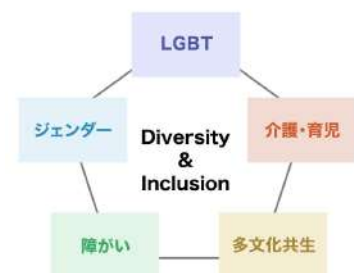 LGBT
ジェンダー
介護・育児
Diversity
&
Inclusion
障がい
多文化共生